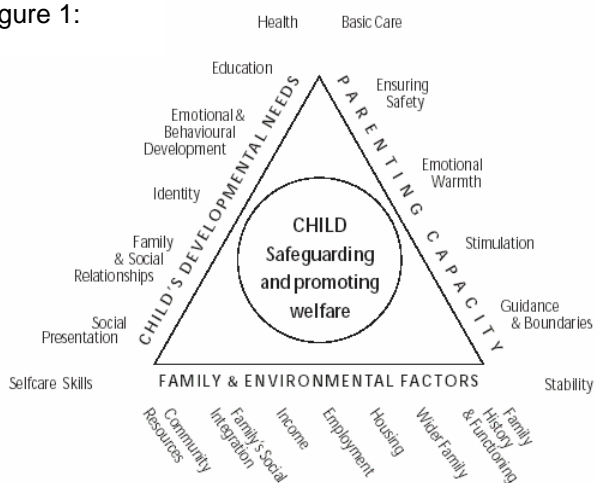 gure 1:
Health
Basic Care
Education
Ensuring
Safety
Emotional &
Behavioural
Development
Emotional
Warmth
Identity
Stimulation
Family
& Social
Relationships
Guidance
& Boundaries
Social
Presentation
Selfcare Skills
Stability
CHILD'S DEVELOPMENTAL NEEDS
PARENTING CAPACITY
CHILD
Safeguarding
and promoting
welfare
FAMILY & ENVIRONMENTAL FACTORS
Community
Resources
Family's Social
Integration
Income
Employment
Housing
Wider Family
Family
History
& Functioning